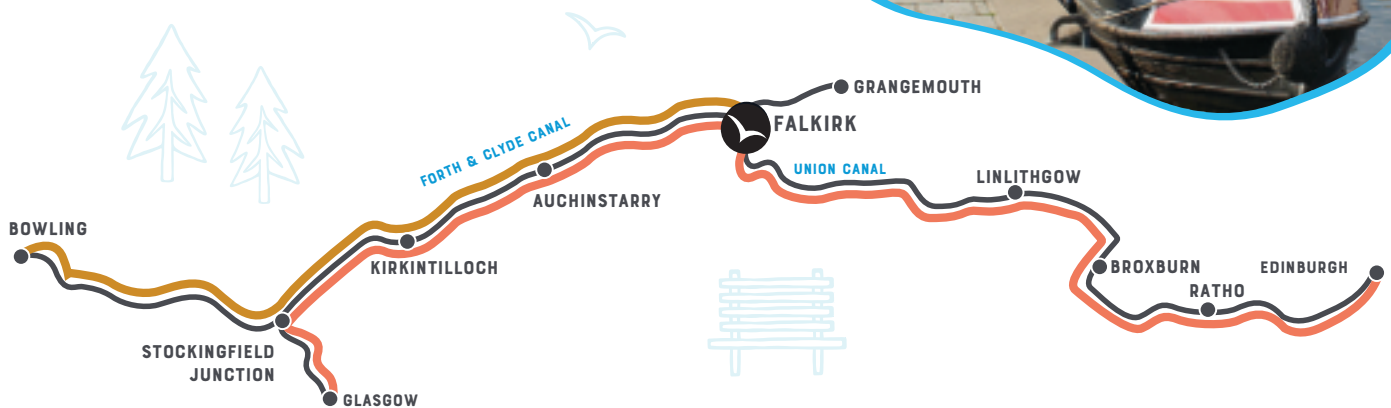 GRANGEMOUTH
FALKIRK
FORTH & CLYDE CANAL
UNION CANAL
LINLITHGOW
AUCHINSTARRY
BOWLING
KIRKINTILLOCH
BROXBURN
EDINBURGH
RATHO
STOCKINGFIELD
JUNCTION
GLASGOW